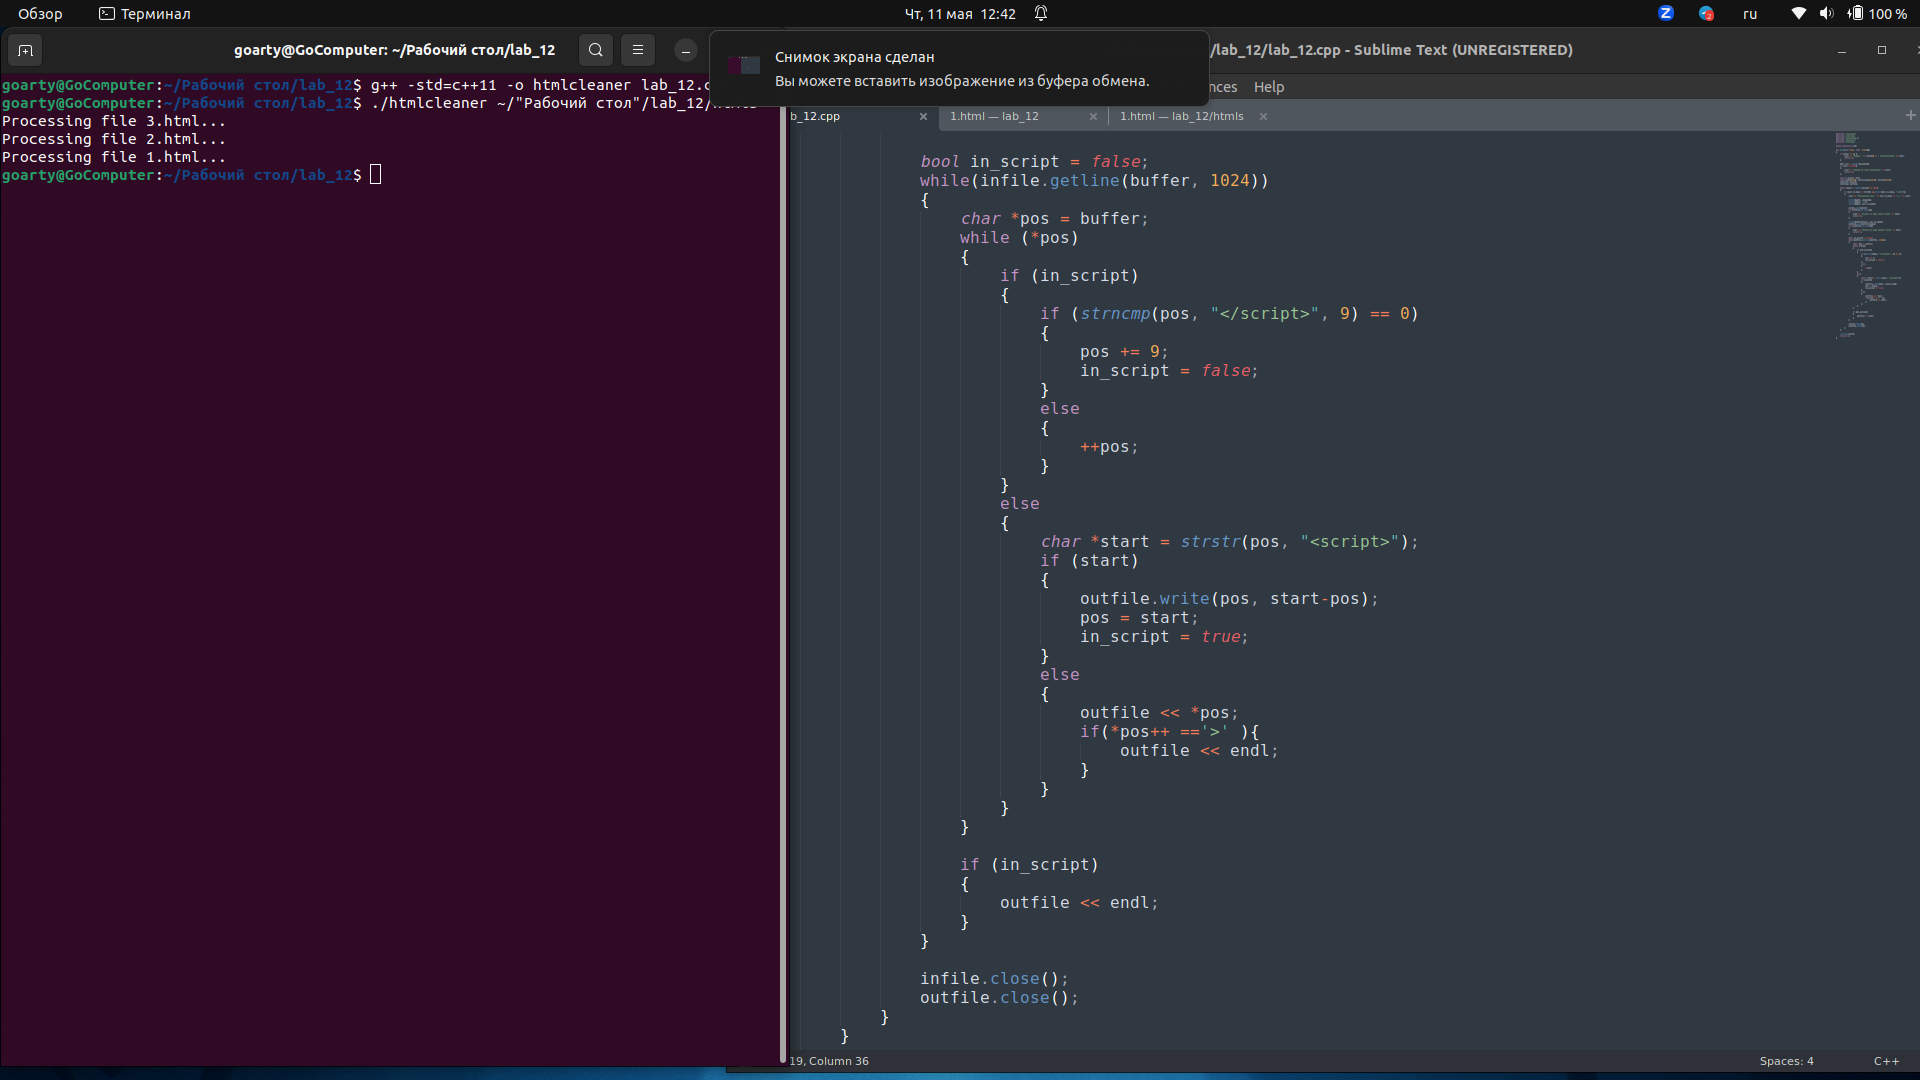 Обзор
Терминал
Чт, 11 мая 12:42
ru
100 %
goarty@GoComputer: ~/Рабочий стол/lab_12
goarty@GoComputer:~/Рабочий стол/lab_12$ g++ -std=c++11 -o htmlcleaner lab_12.c
goarty@GoComputer:~/Рабочий стол/lab_12$ ./htmlcleaner ~/"Рабочий стол"/lab_12/
Processing file 3.html...
Processing file 2.html...
Processing file 1.html...
goarty@GoComputer:~/Рабочий стол/lab_12$
Снимок экрана сделан
Вы можете вставить изображение из буфера обмена.
/lab_12/lab_12.cpp - Sublime Text (UNREGISTERED)
nces Help
b_12.cpp
1.html — lab_12
1.html — lab_12/htmls
bool in_script = false;
while(infile.getline(buffer, 1024))
{
char *pos = buffer;
while (*pos)
{
if (in_script)
{
if (strncmp(pos, "</script>", 9) == 0)
{
pos += 9;
in_script = false;
}
else
{
++pos;
}
}
else
{
char *start = strstr(pos, "<script>");
if (start)
{
outfile.write(pos, start-pos);
pos = start;
in_script = true;
}
else
{
outfile << *pos;
if(*pos++ =='>' ){
outfile << endl;
}
}
}
}
if (in_script)
{
outfile << endl;
}
}
infile.close();
outfile.close();
}
}
19, Column 36
Spaces: 4
C++